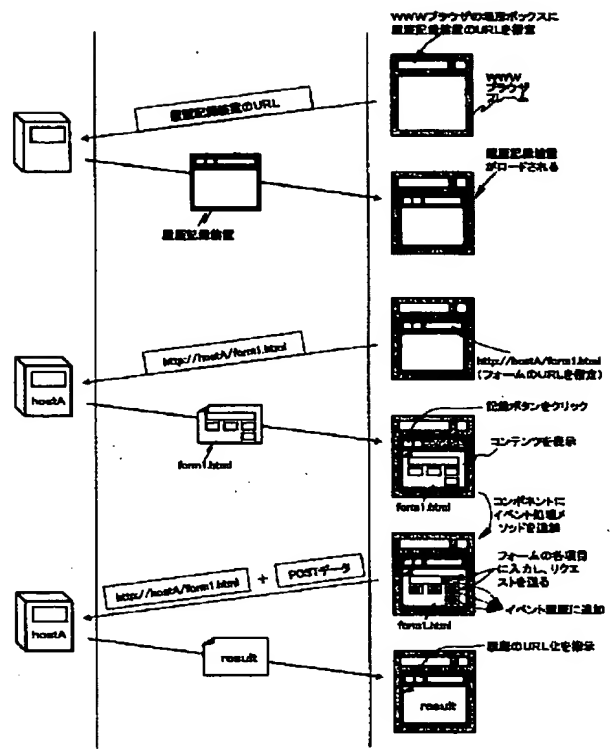 WWWブラウザの場所ボックスに
履歴記録装置のURLを指定
WWW
ブラウザ
履歴記録装置のURL
履歴記録装置
がロードされる
履歴記録装置
http://hostA/form1.html
http://hostA/form1.html
(フォームのURLを指定)
hostA
form1.html
記録ボタンをクリック
コンテンツを表示
form1.html
コンポネントに
イベント処理メ
ソッドを追加
フォームの各項目
に入力し、リクエ
ストを送る
http://hostA/form1.html + POSTデータ
form1.html
イベント履歴に追加
hostA
result
履歴のURL化を指示
result